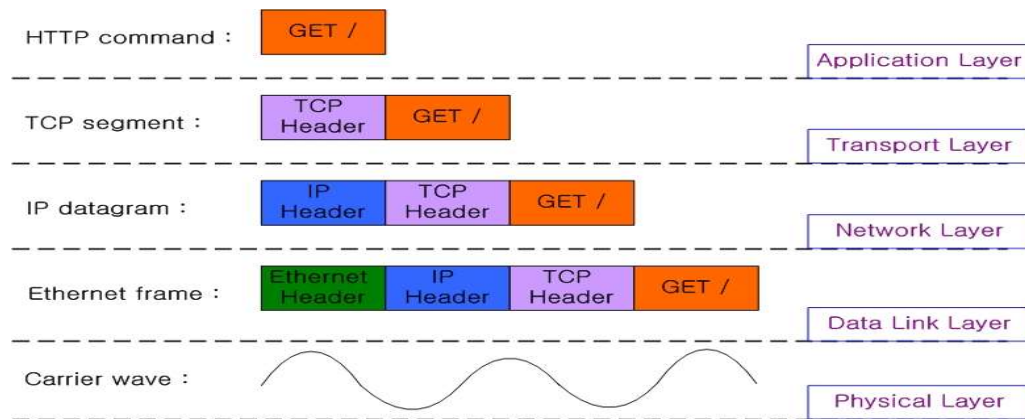 HTTP command :
GET /
Application Layer
TCP segment :
TCP Header
GET /
Transport Layer
IP datagram :
IP Header
TCP Header
GET /
Network Layer
Ethernet frame :
Ethernet Header
IP Header
TCP Header
GET /
Data Link Layer
Carrier wave :
Physical Layer